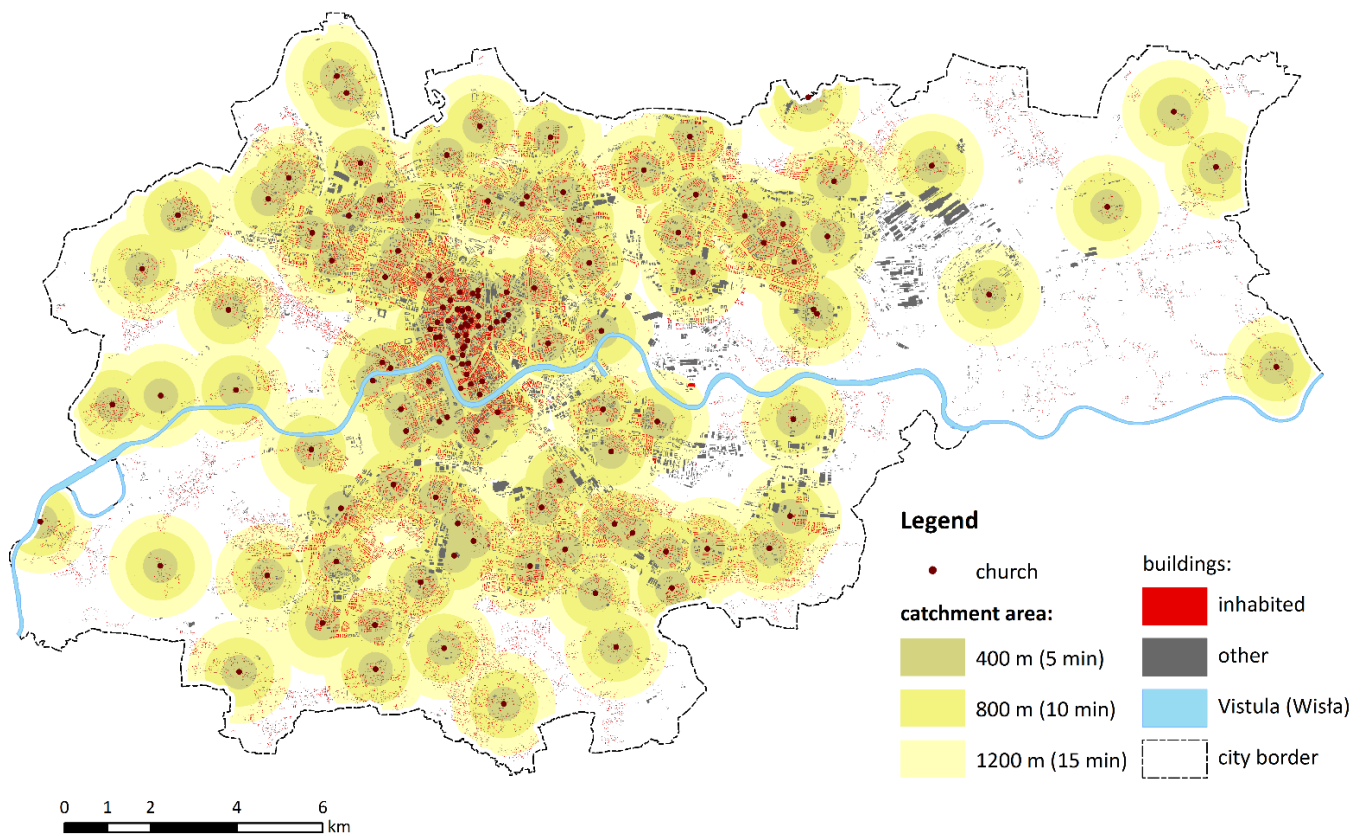 Legend
church
catchment area:
400 m (5 min)
800 m (10 min)
1200 m (15 min)
buildings:
inhabited
other
Vistula (Wisła)
city border
0 1 2 4 6
km